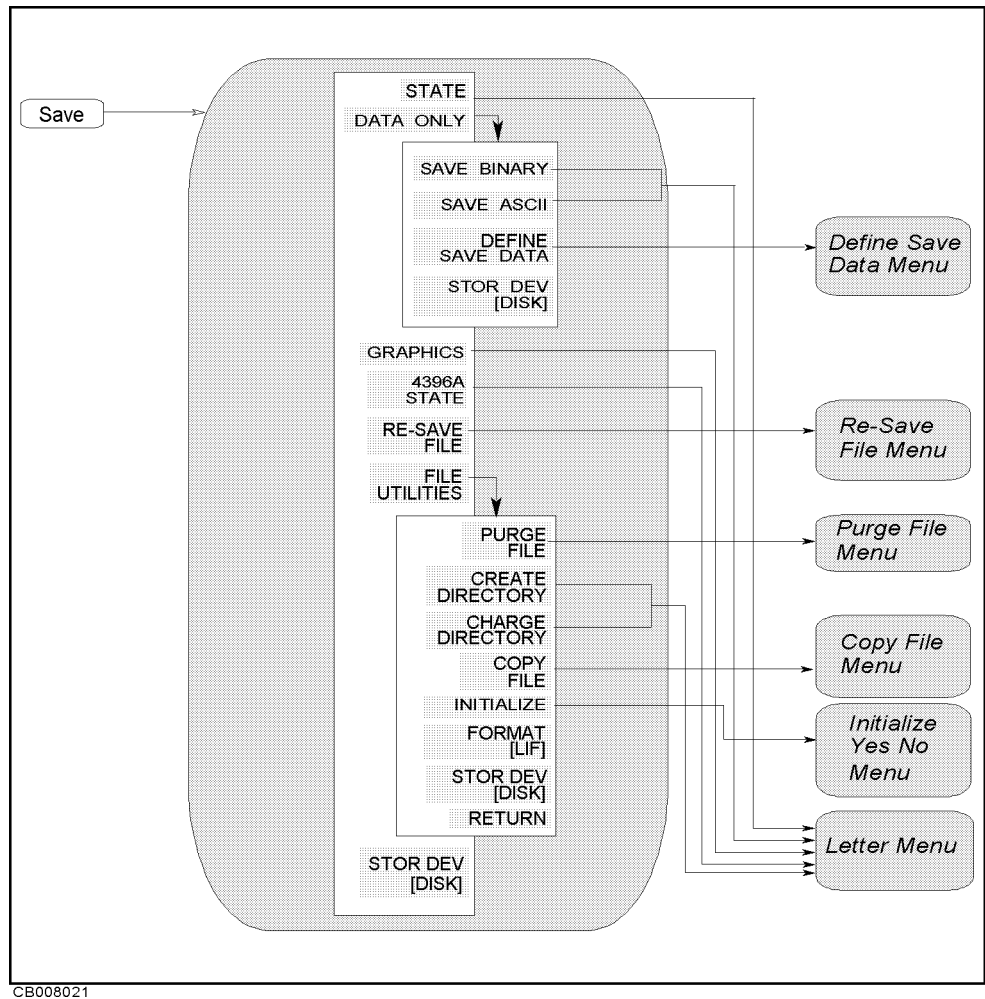 Save
STATE
DATA ONLY
SAVE BINARY
SAVE ASCII
DEFINE
SAVE DATA
STOR DEV
[DISK]
GRAPHICS
4396A
STATE
RE-SAVE
FILE
FILE
UTILITIES
PURGE
FILE
CREATE
DIRECTORY
CHARGE
DIRECTORY
COPY
FILE
INITIALIZE
FORMAT
[LIF]
STOR DEV
[DISK]
RETURN
STOR DEV
[DISK]
Define Save
Data Menu
Re-Save
File Menu
Purge File
Menu
Copy File
Menu
Initialize
Yes No
Menu
Letter Menu
CB008021